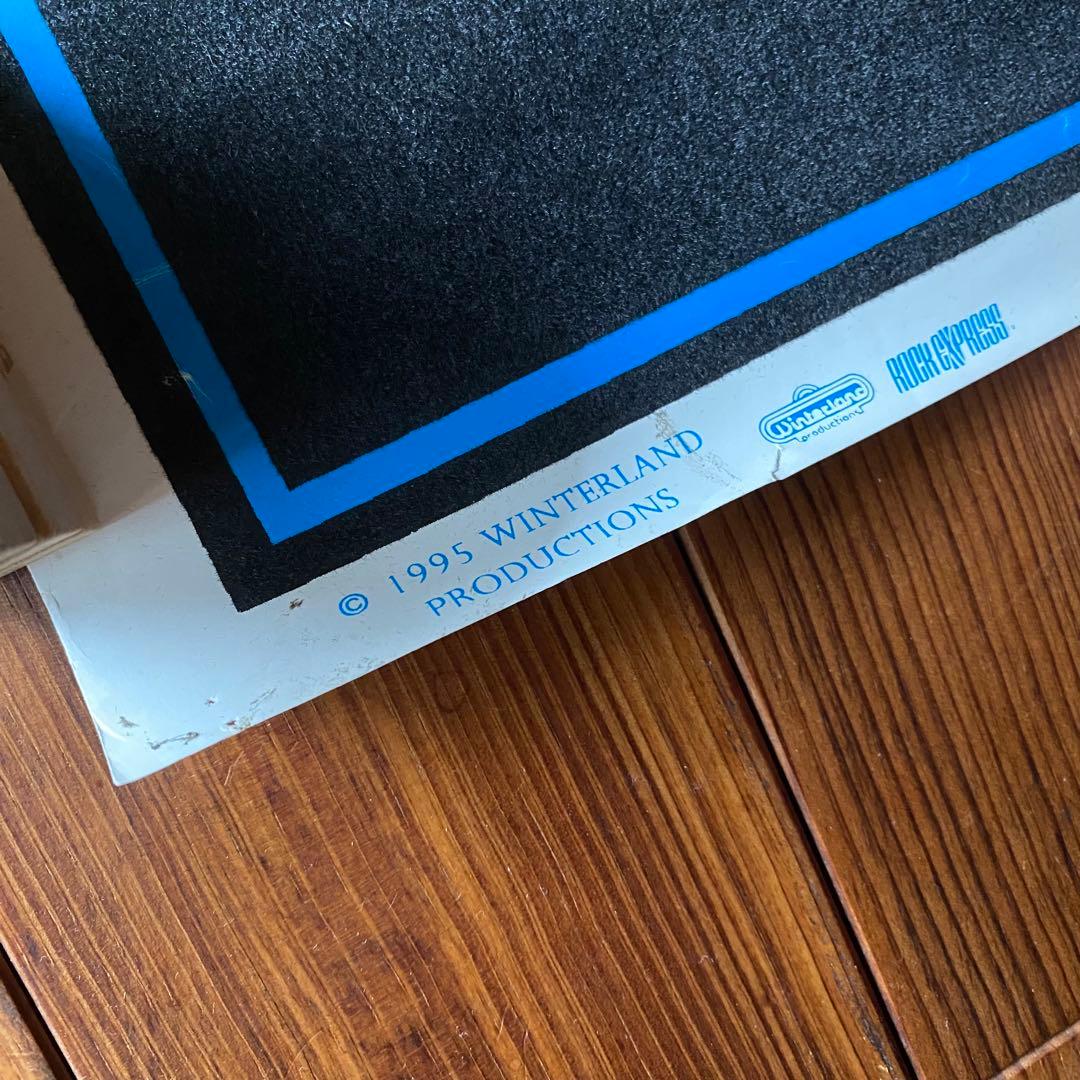 © 1995 WINTERLAND
PRODUCTIONS
Winterland
productions
ROCK EXPRESS